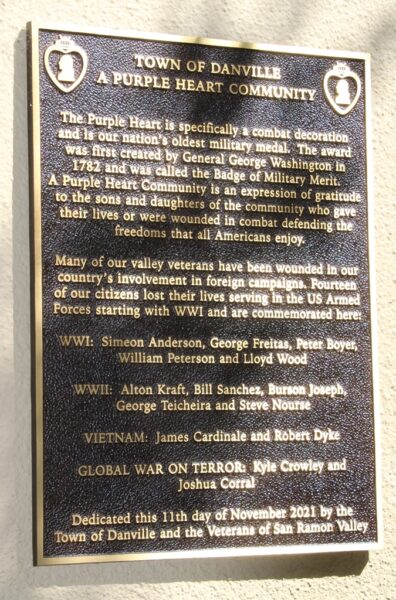 TOWN OF DANVILLE
A PURPLE HEART COMMUNITY
The Purple Heart is specifically a combat decoration
and is our nation's oldest military medal. The award
was first created by General George Washington in
1782 and was called the Badge of Military Merit.
A Purple Heart Community is an expression of gratitude
to the sons and daughters of the community who gave
their lives or were wounded in combat defending the
freedoms that all Americans enjoy.
Many of our valley veterans have been wounded in our
country's involvement in foreign campaigns. Fourteen
of our citizens lost their lives serving in the US Armed
Forces starting with WWI and are commemorated here:
WWI: Simeon Anderson, George Freitas, Peter Boyer,
William Peterson and Lloyd Wood
WWII: Alton Kraft, Bill Sanchez, Burson Joseph,
George Teicheira and Steve Nourse
VIETNAM: James Cardinale and Robert Dyke
GLOBAL WAR ON TERROR: Kyle Crowley and
Joshua Corral
Dedicated this 11th day of November 2021 by the
Town of Danville and the Veterans of San Ramon Valley